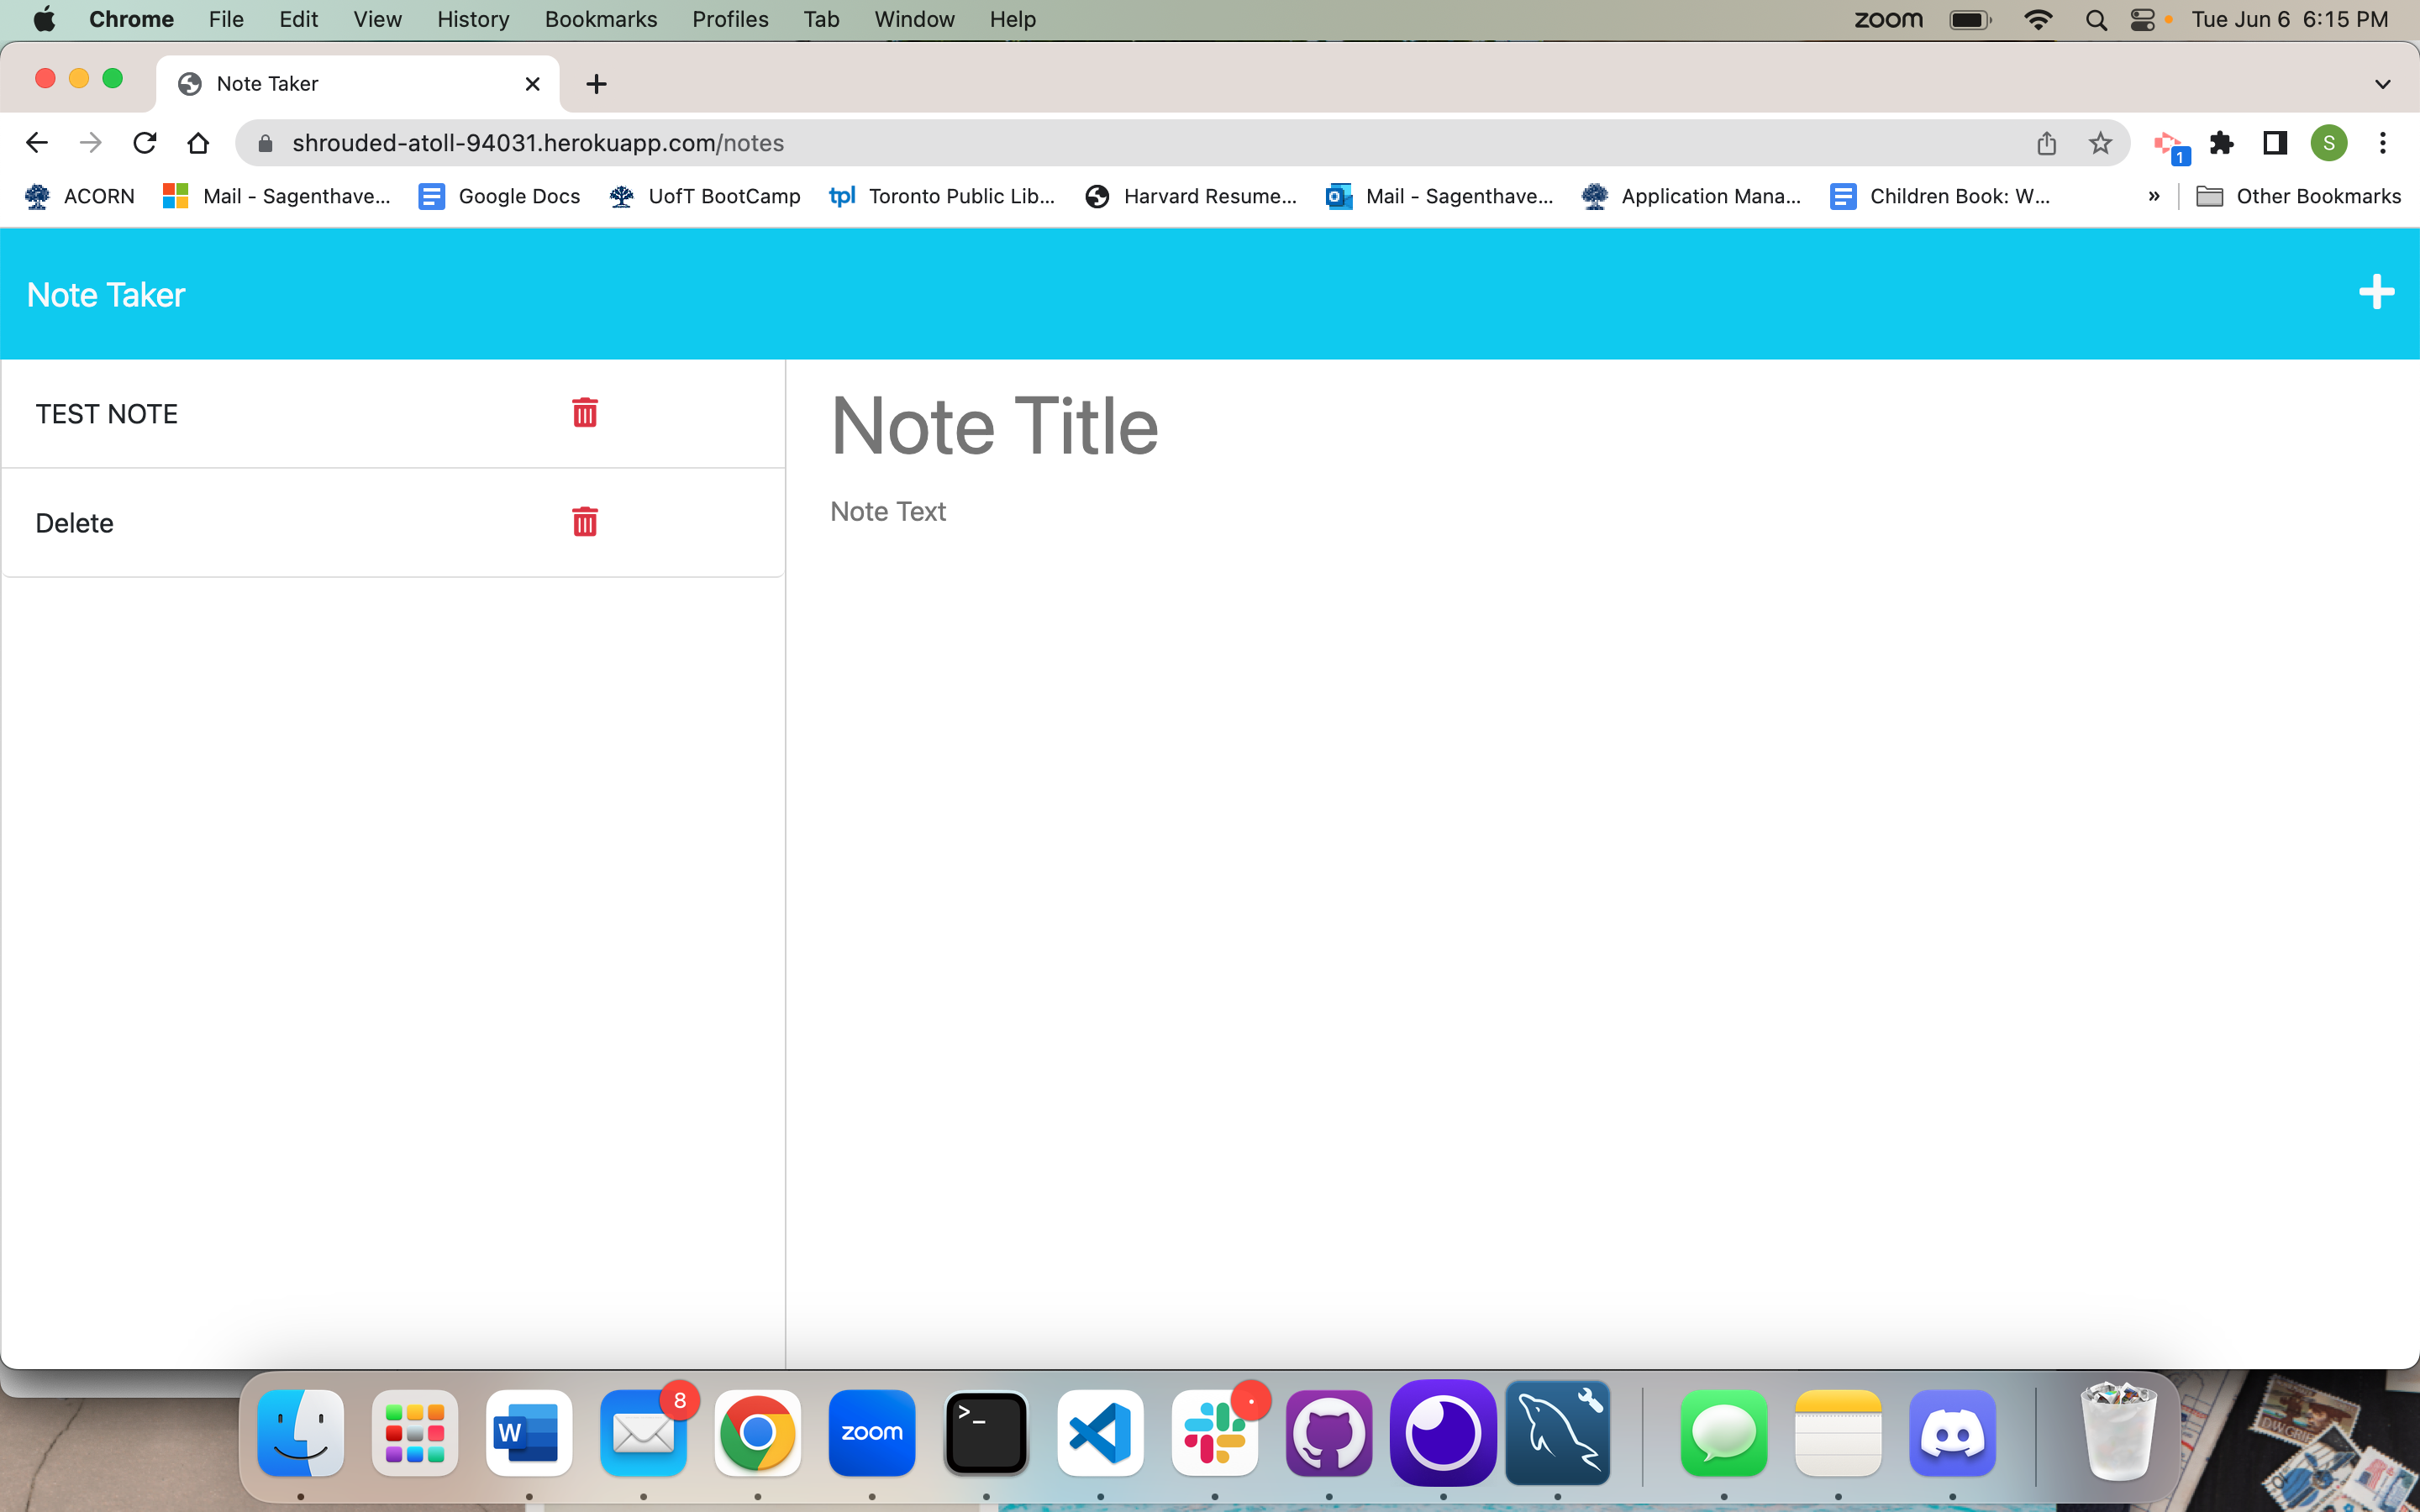 Chrome File Edit View History Bookmarks Profiles Tab Window Help zoom Tue Jun 6 6:15 PM
Note Taker
shrouded-atoll-94031.herokuapp.com/notes 1 S
ACORN Mail - Sagenthave... Google Docs UofT BootCamp tpl Toronto Public Lib... Harvard Resume... Mail - Sagenthave... Application Mana... Children Book: W... » Other Bookmarks
Note Taker
TEST NOTE
Delete
Note Title
Note Text
W 8 zoom >_